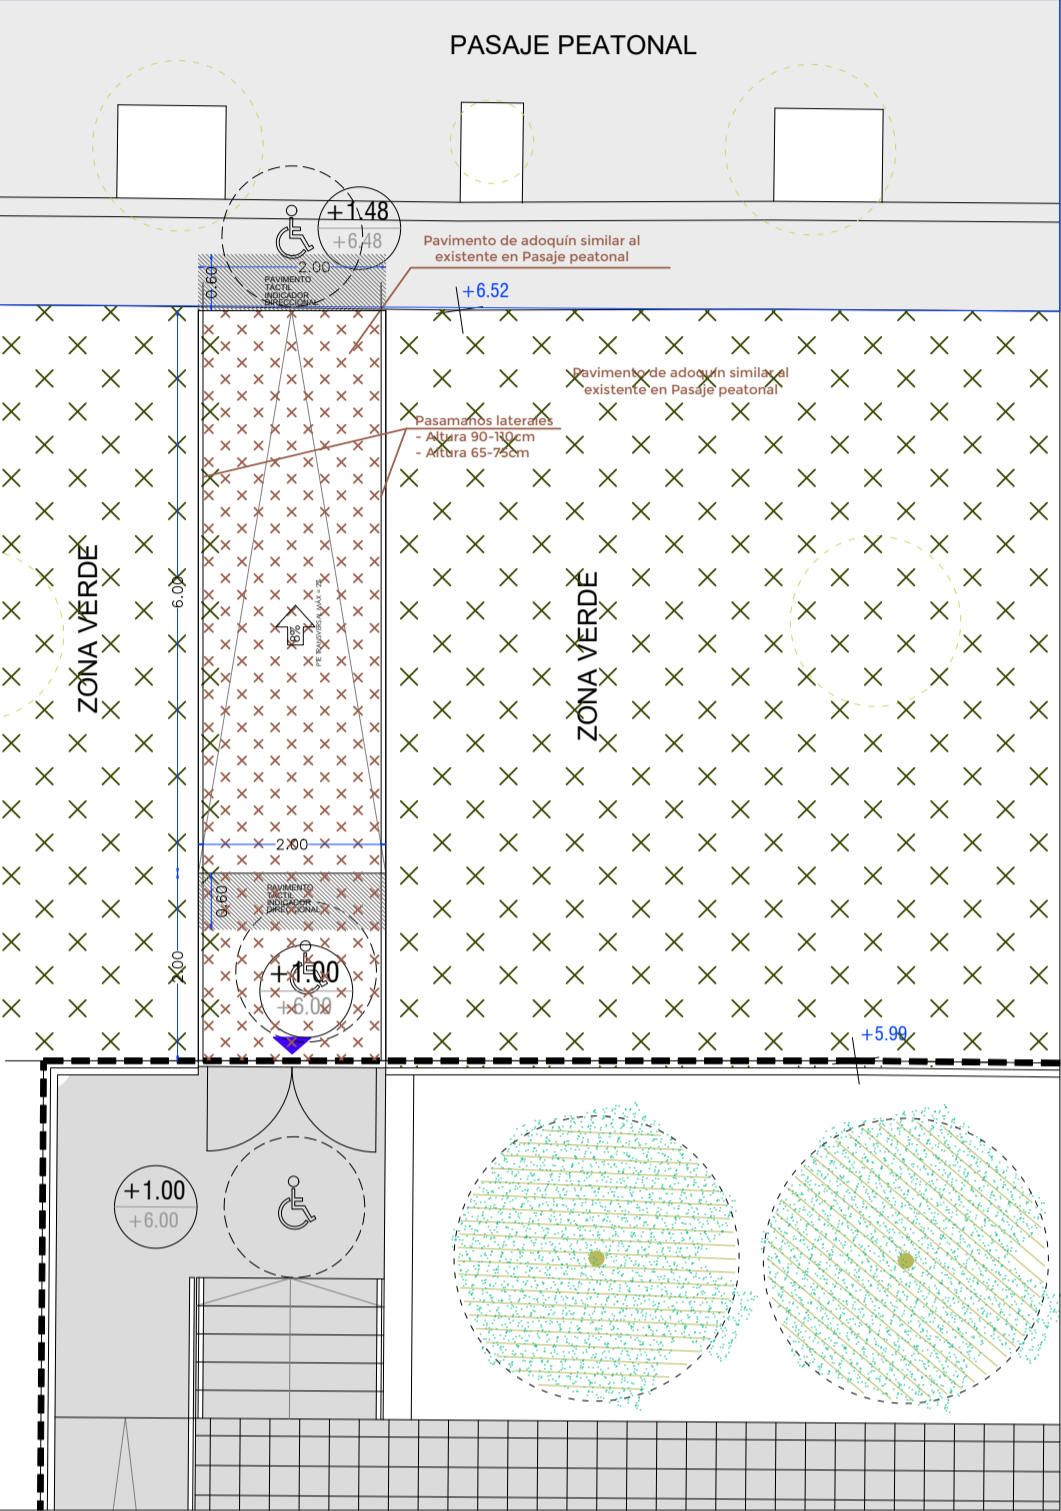 PASAJE PEATONAL
+1.48
+6.48
2.00
0.60
PAVIMENTO
TÁCTIL
INDICADOR
DIRECCIONAL
Pavimento de adoquín similar al
existente en Pasaje peatonal
+6.52
Pavimento de adoquín similar al
existente en Pasaje peatonal
Pasamanos laterales
- Altura 90-110cm
- Altura 65-75cm
ZONA VERDE
6.00
8%
ZONA VERDE
2.00
0.60
PAVIMENTO
TÁCTIL
INDICADOR
DIRECCIONAL
2.00
+1.00
+6.00
+5.99
+1.00
+6.00